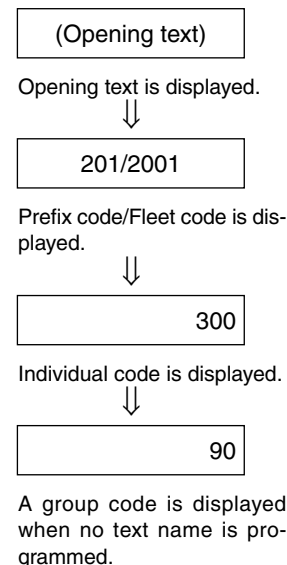 (Opening text)
Opening text is displayed.
⇓
201/2001
Prefix code/Fleet code is dis-
played.
⇓
300
Individual code is displayed.
⇓
90
A group code is displayed
when no text name is pro-
grammed.